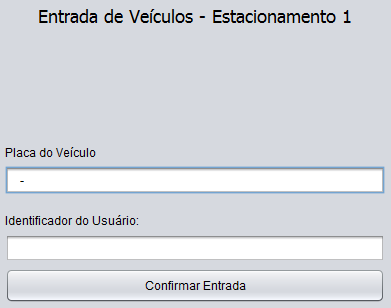 Entrada de Veículos - Estacionamento 1
Placa do Veículo
-
Identificador do Usuário:
Confirmar Entrada